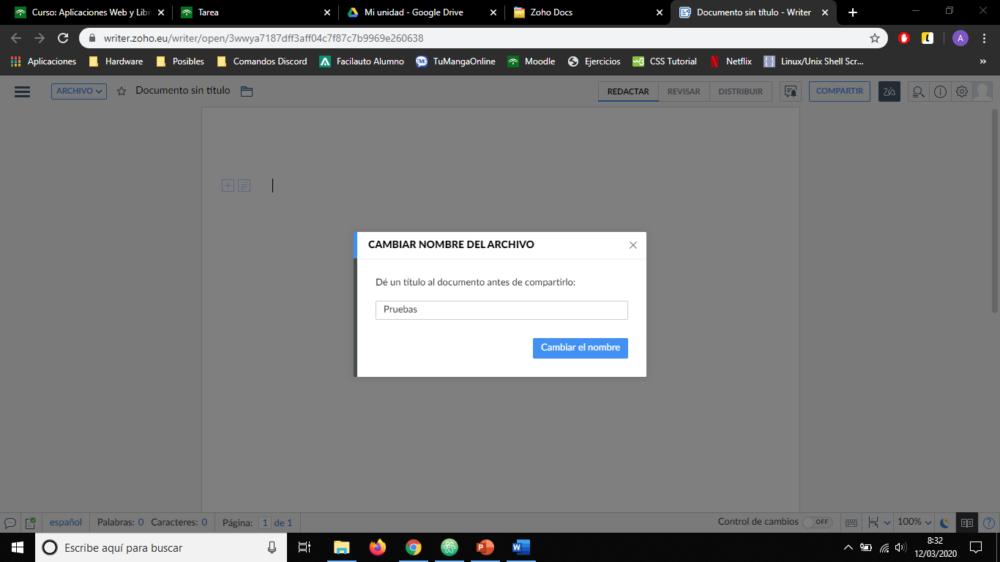 Curso: Aplicaciones Web y Libr
Tarea
Mi unidad - Google Drive
Zoho Docs
Documento sin título - Writer
writer.zoho.eu/writer/open/3wwya7187dff3aff04c7f87c7b9969e260638
A
Aplicaciones
Hardware
Posibles
Comandos Discord
Facilauto Alumno
TuMangaOnline
Moodle
Ejercicios
CSS Tutorial
Netflix
Linux/Unix Shell Scr...
ARCHIVO
Documento sin título
REDACTAR
REVISAR
DISTRIBUIR
COMPARTIR
CAMBIAR NOMBRE DEL ARCHIVO
Dé un título al documento antes de compartirlo:
Pruebas
Cambiar el nombre
español
Palabras: 0
Caracteres: 0
Página: 1 de 1
Control de cambios
OFF
100%
Escribe aquí para buscar
8:32
12/03/2020